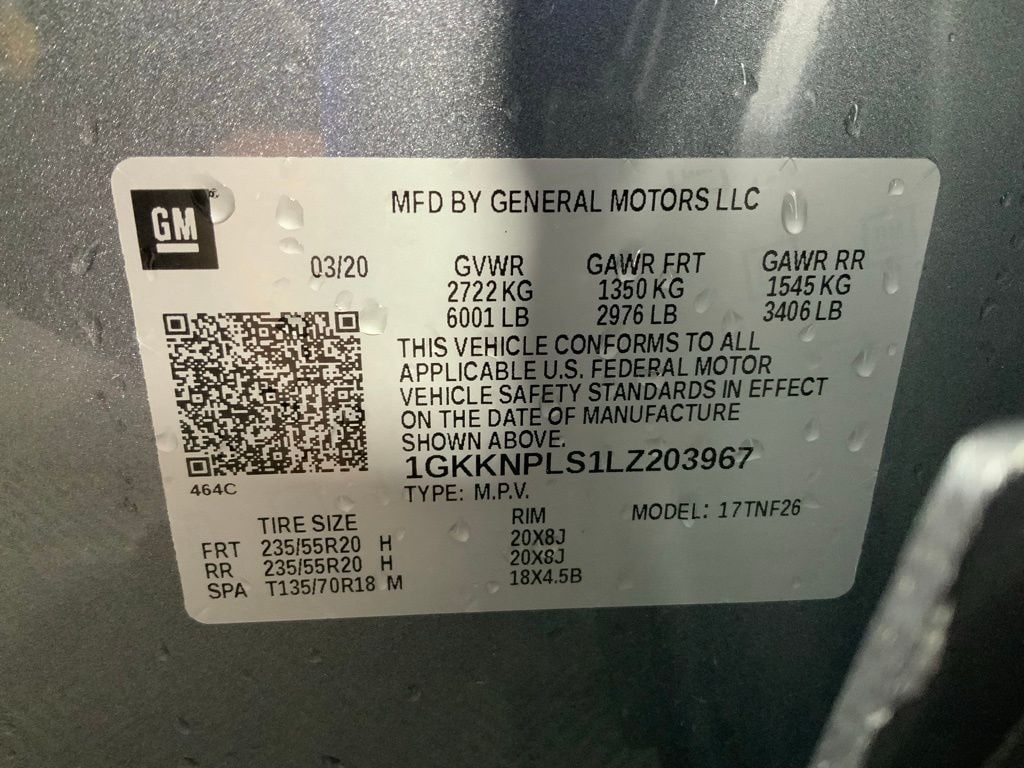 GM
MFD BY GENERAL MOTORS LLC
03/20 GVWR GAWR FRT GAWR RR
2722 KG 1350 KG 1545 KG
6001 LB 2976 LB 3406 LB
THIS VEHICLE CONFORMS TO ALL
APPLICABLE U.S. FEDERAL MOTOR
VEHICLE SAFETY STANDARDS IN EFFECT
ON THE DATE OF MANUFACTURE
SHOWN ABOVE.
1GKKNPLS1LZ203967
464C
TYPE: M.P.V.
TIRE SIZE RIM MODEL: 17TNF26
FRT 235/55R20 H 20X8J
RR 235/55R20 H 20X8J
SPA T135/70R18 M 18X4.5B